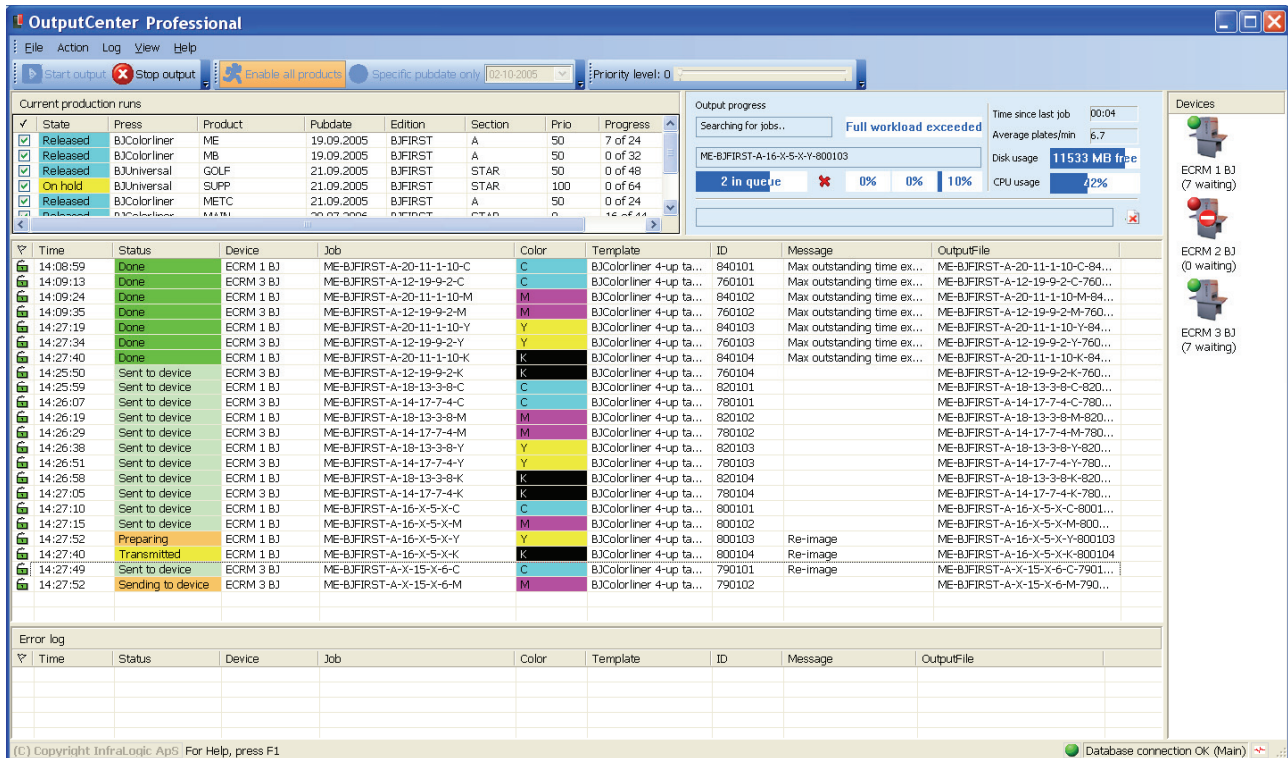 OutputCenter Professional
File Action Log View Help
Start output Stop output Enable all products Specific pubdate only 02-10-2005 Priority level: 0
Current production runs
✓ State Press Product Pubdate Edition Section Prio Progress
Released BJColorliner ME 19.09.2005 BJFIRST A 50 7 of 24
Released BJColorliner MB 19.09.2005 BJFIRST A 50 0 of 32
Released BJUniversal GOLF 21.09.2005 BJFIRST STAR 50 0 of 48
On hold BJUniversal SUPP 21.09.2005 BJFIRST STAR 100 0 of 64
Released BJColorliner METC 21.09.2005 BJFIRST A 50 0 of 24
Released BJColorliner MAIN
Output progress
Searching for jobs.. Full workload exceeded
ME-BJFIRST-A-16-X-5-X-Y-800103
2 in queue 0% 0% 10%
Time since last job 00:04
Average plates/min 6.7
Disk usage 11533 MB free
CPU usage 42%
Devices
ECRM 1 BJ
(7 waiting)
ECRM 2 BJ
(0 waiting)
ECRM 3 BJ
(7 waiting)
Time Status Device Job Color Template ID Message OutputFile
14:08:59 Done ECRM 1 BJ ME-BJFIRST-A-20-11-1-10-C C BJColorliner 4-up ta... 840101 Max outstanding time ex... ME-BJFIRST-A-20-11-1-10-C-84...
14:09:13 Done ECRM 3 BJ ME-BJFIRST-A-12-19-9-2-C C BJColorliner 4-up ta... 760101 Max outstanding time ex... ME-BJFIRST-A-12-19-9-2-C-760...
14:09:24 Done ECRM 1 BJ ME-BJFIRST-A-20-11-1-10-M M BJColorliner 4-up ta... 840102 Max outstanding time ex... ME-BJFIRST-A-20-11-1-10-M-84...
14:09:35 Done ECRM 3 BJ ME-BJFIRST-A-12-19-9-2-M M BJColorliner 4-up ta... 760102 Max outstanding time ex... ME-BJFIRST-A-12-19-9-2-M-760...
14:27:19 Done ECRM 1 BJ ME-BJFIRST-A-20-11-1-10-Y Y BJColorliner 4-up ta... 840103 Max outstanding time ex... ME-BJFIRST-A-20-11-1-10-Y-84...
14:27:34 Done ECRM 3 BJ ME-BJFIRST-A-12-19-9-2-Y Y BJColorliner 4-up ta... 760103 Max outstanding time ex... ME-BJFIRST-A-12-19-9-2-Y-760...
14:27:40 Done ECRM 1 BJ ME-BJFIRST-A-20-11-1-10-K K BJColorliner 4-up ta... 840104 Max outstanding time ex... ME-BJFIRST-A-20-11-1-10-K-84...
14:25:50 Sent to device ECRM 3 BJ ME-BJFIRST-A-12-19-9-2-K K BJColorliner 4-up ta... 760104 ME-BJFIRST-A-12-19-9-2-K-760...
14:25:59 Sent to device ECRM 1 BJ ME-BJFIRST-A-18-13-3-8-C C BJColorliner 4-up ta... 820101 ME-BJFIRST-A-18-13-3-8-C-820...
14:26:07 Sent to device ECRM 3 BJ ME-BJFIRST-A-14-17-7-4-C C BJColorliner 4-up ta... 780101 ME-BJFIRST-A-14-17-7-4-C-780...
14:26:19 Sent to device ECRM 1 BJ ME-BJFIRST-A-18-13-3-8-M M BJColorliner 4-up ta... 820102 ME-BJFIRST-A-18-13-3-8-M-820...
14:26:29 Sent to device ECRM 3 BJ ME-BJFIRST-A-14-17-7-4-M M BJColorliner 4-up ta... 780102 ME-BJFIRST-A-14-17-7-4-M-780...
14:26:38 Sent to device ECRM 1 BJ ME-BJFIRST-A-18-13-3-8-Y Y BJColorliner 4-up ta... 820103 ME-BJFIRST-A-18-13-3-8-Y-820...
14:26:51 Sent to device ECRM 3 BJ ME-BJFIRST-A-14-17-7-4-Y Y BJColorliner 4-up ta... 780103 ME-BJFIRST-A-14-17-7-4-Y-780...
14:26:58 Sent to device ECRM 1 BJ ME-BJFIRST-A-18-13-3-8-K K BJColorliner 4-up ta... 820104 ME-BJFIRST-A-18-13-3-8-K-820...
14:27:05 Sent to device ECRM 3 BJ ME-BJFIRST-A-14-17-7-4-K K BJColorliner 4-up ta... 780104 ME-BJFIRST-A-14-17-7-4-K-780...
14:27:10 Sent to device ECRM 1 BJ ME-BJFIRST-A-16-X-5-X-C C BJColorliner 4-up ta... 800101 ME-BJFIRST-A-16-X-5-X-C-8001...
14:27:15 Sent to device ECRM 1 BJ ME-BJFIRST-A-16-X-5-X-M M BJColorliner 4-up ta... 800102 ME-BJFIRST-A-16-X-5-X-M-800...
14:27:52 Preparing ECRM 1 BJ ME-BJFIRST-A-16-X-5-X-Y Y BJColorliner 4-up ta... 800103 Re-image ME-BJFIRST-A-16-X-5-X-Y-800103
14:27:40 Transmitted ECRM 1 BJ ME-BJFIRST-A-16-X-5-X-K K BJColorliner 4-up ta... 800104 Re-image ME-BJFIRST-A-16-X-5-X-K-800104
14:27:49 Sent to device ECRM 3 BJ ME-BJFIRST-A-X-15-X-6-C C BJColorliner 4-up ta... 790101 Re-image ME-BJFIRST-A-X-15-X-6-C-7901...
14:27:52 Sending to device ECRM 3 BJ ME-BJFIRST-A-X-15-X-6-M M BJColorliner 4-up ta... 790102 ME-BJFIRST-A-X-15-X-6-M-790...
Error log
Time Status Device Job Color Template ID Message OutputFile
(C) Copyright InfraLogic ApS For Help, press F1 Database connection OK (Main)